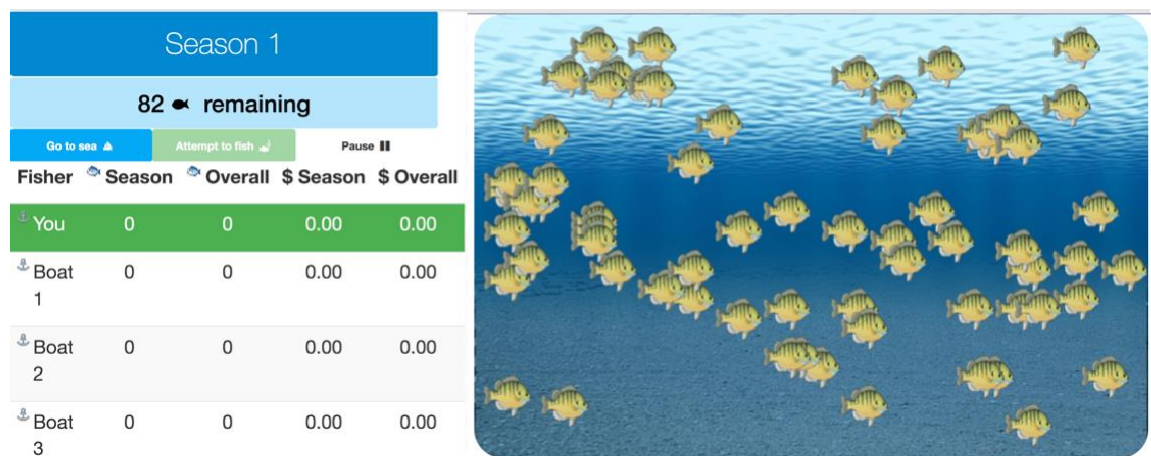 Season 1
82 remaining
Go to sea
Attempt to fish
Pause
Fisher Season Overall $ Season $ Overall
You 0 0 0.00 0.00
Boat 0 0 0.00 0.00
1
Boat 0 0 0.00 0.00
2
Boat 0 0 0.00 0.00
3